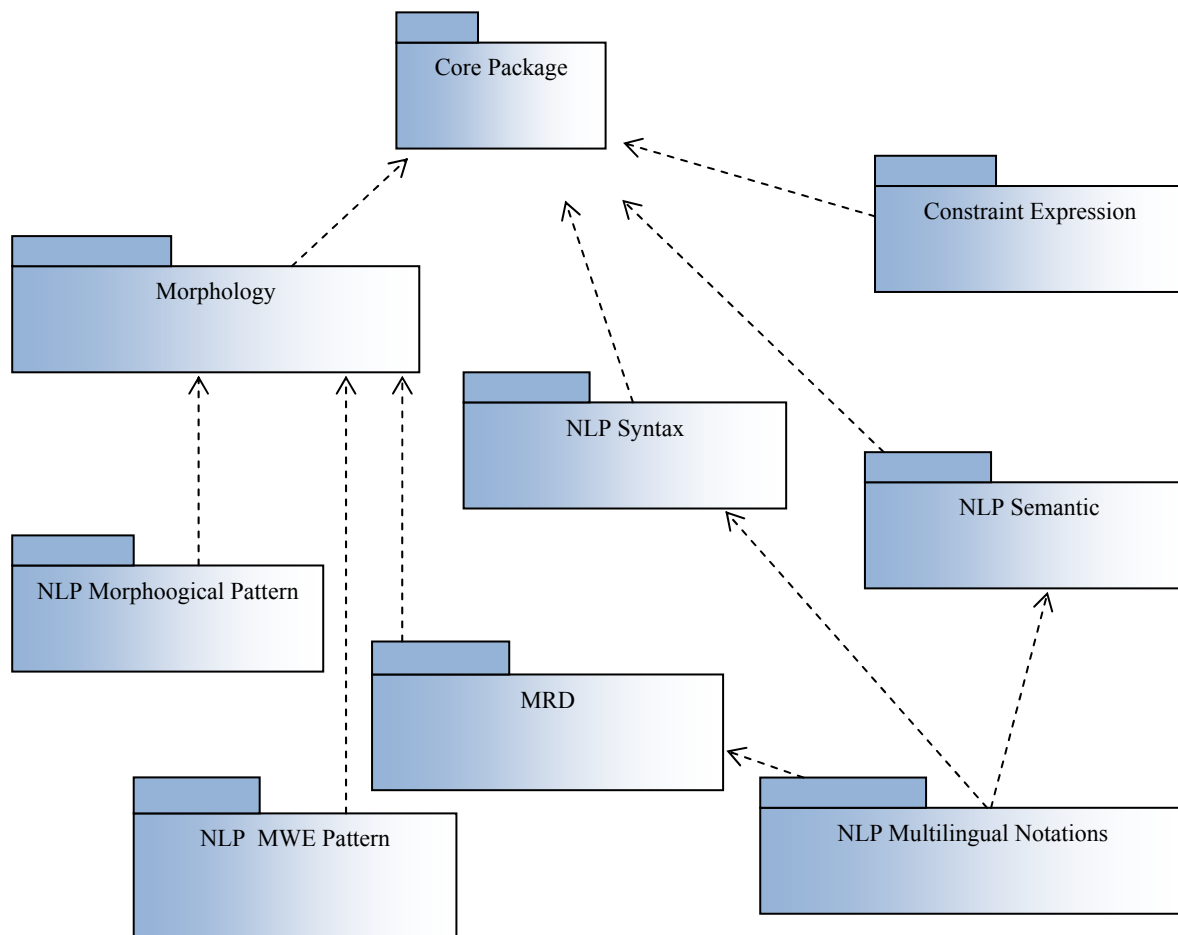 Core Package
Constraint Expression
Morphology
NLP Syntax
NLP Semantic
NLP Morphoogical Pattern
MRD
NLP  MWE Pattern
NLP Multilingual Notations